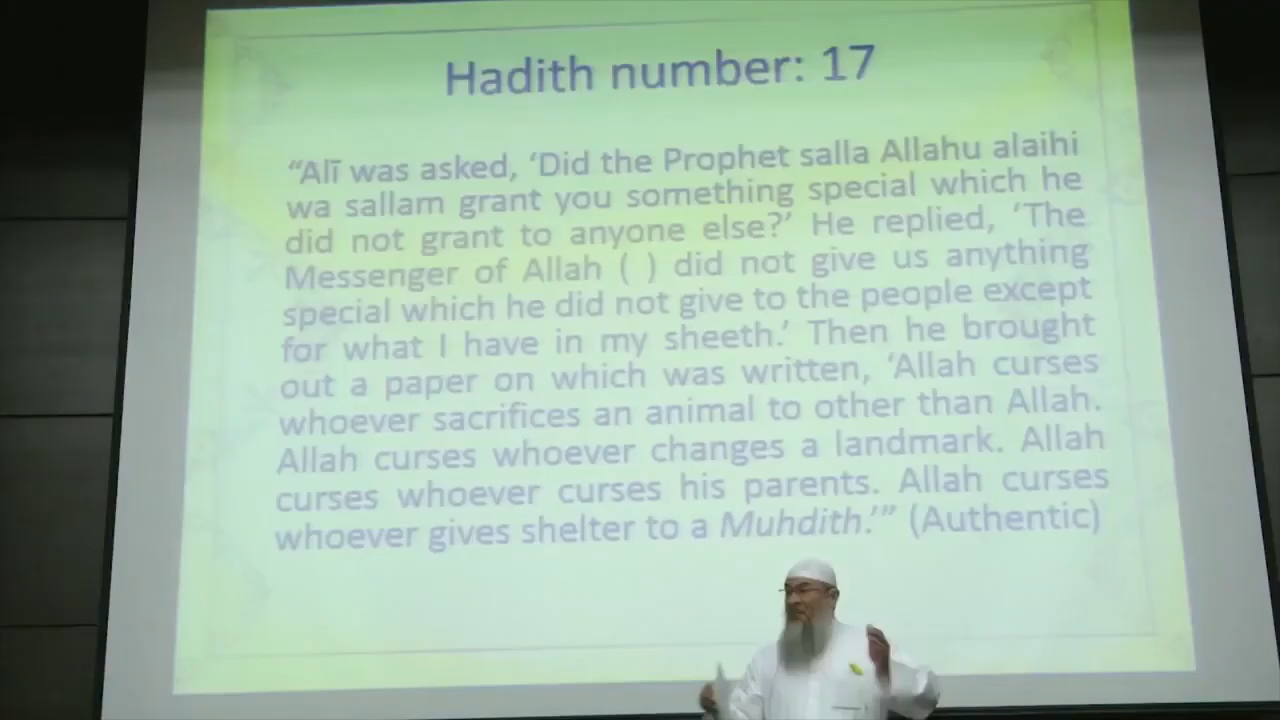 Hadith number: 17
“Alī was asked, ‘Did the Prophet salla Allahu alaihi
wa sallam grant you something special which he
did not grant to anyone else?’ He replied, ‘The
Messenger of Allah ( ) did not give us anything
special which he did not give to the people except
for what I have in my sheeth.’ Then he brought
out a paper on which was written, ‘Allah curses
whoever sacrifices an animal to other than Allah.
Allah curses whoever changes a landmark. Allah
curses whoever curses his parents. Allah curses
whoever gives shelter to a Muhdith.’” (Authentic)